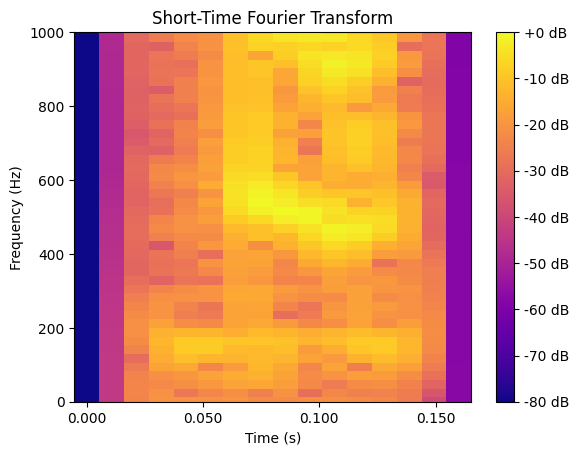 Short-Time Fourier Transform
1000
800
600
400
200
0
Frequency (Hz)
0.000
0.050
0.100
0.150
Time (s)
+0 dB
-10 dB
-20 dB
-30 dB
-40 dB
-50 dB
-60 dB
-70 dB
-80 dB